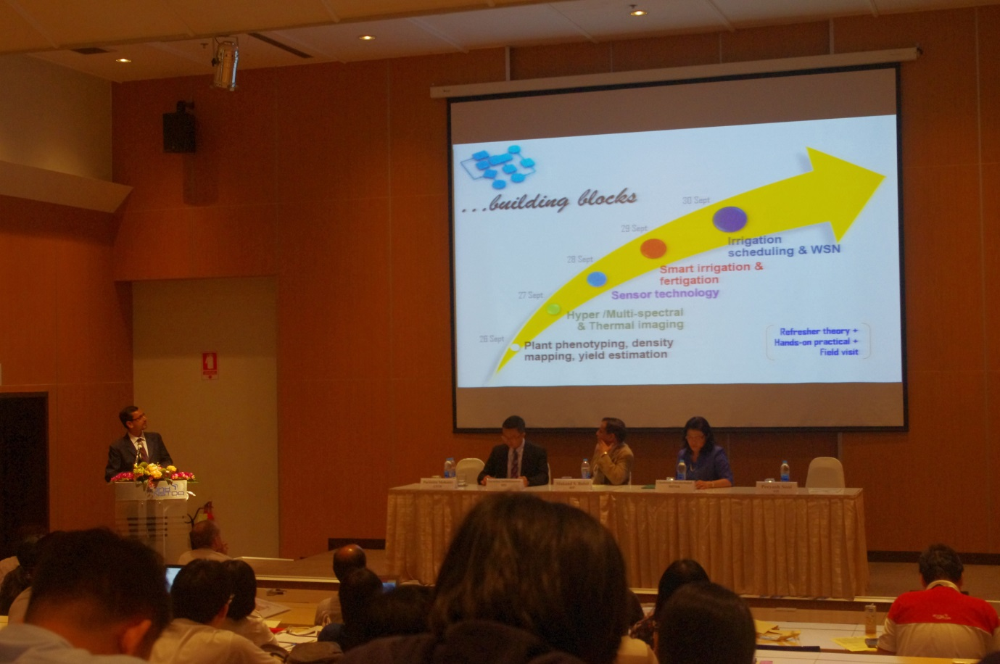 ...building blocks
30 Sept
Irrigation
scheduling & WSN
29 Sept
Smart irrigation &
fertigation
28 Sept
Sensor technology
27 Sept
Hyper /Multi-spectral
& Thermal imaging
26 Sept
Plant phenotyping, density
mapping, yield estimation
Refresher theory +
Hands-on practical +
Field visit
NSTDA